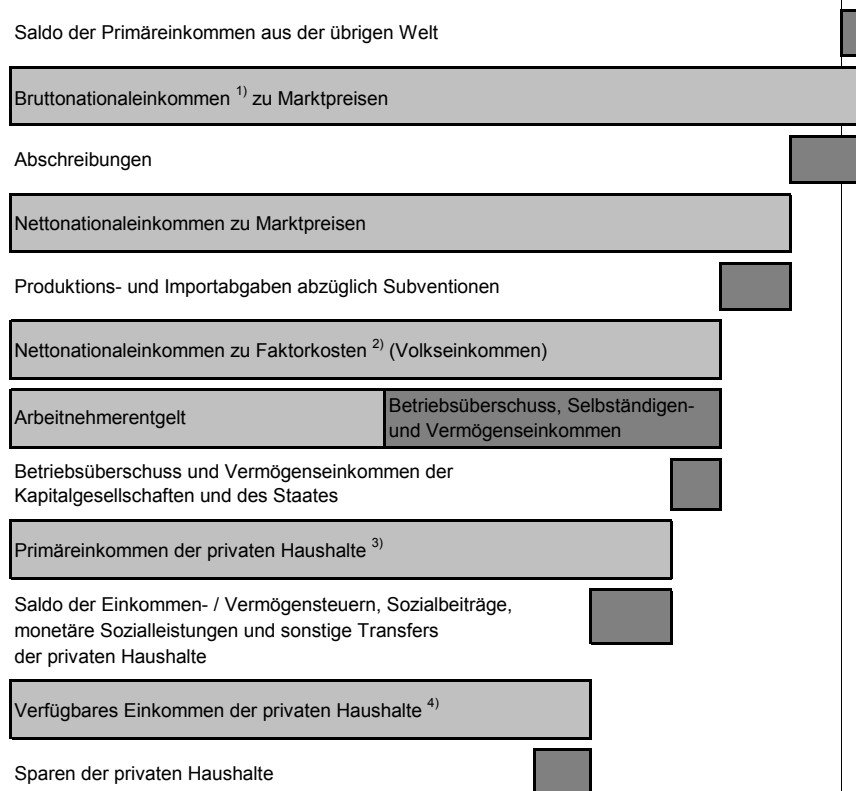 Saldo der Primäreinkommen aus der übrigen Welt
Bruttonationaleinkommen 1) zu Marktpreisen
Abschreibungen
Nettonationaleinkommen zu Marktpreisen
Produktions- und Importabgaben abzüglich Subventionen
Nettonationaleinkommen zu Faktorkosten 2) (Volkseinkommen)
Arbeitnehmerentgelt
Betriebsüberschuss, Selbständigen-
und Vermögenseinkommen
Betriebsüberschuss und Vermögenseinkommen der
Kapitalgesellschaften und des Staates
Primäreinkommen der privaten Haushalte 3)
Saldo der Einkommen- / Vermögensteuern, Sozialbeiträge,
monetäre Sozialleistungen und sonstige Transfers
der privaten Haushalte
Verfügbares Einkommen der privaten Haushalte 4)
Sparen der privaten Haushalte